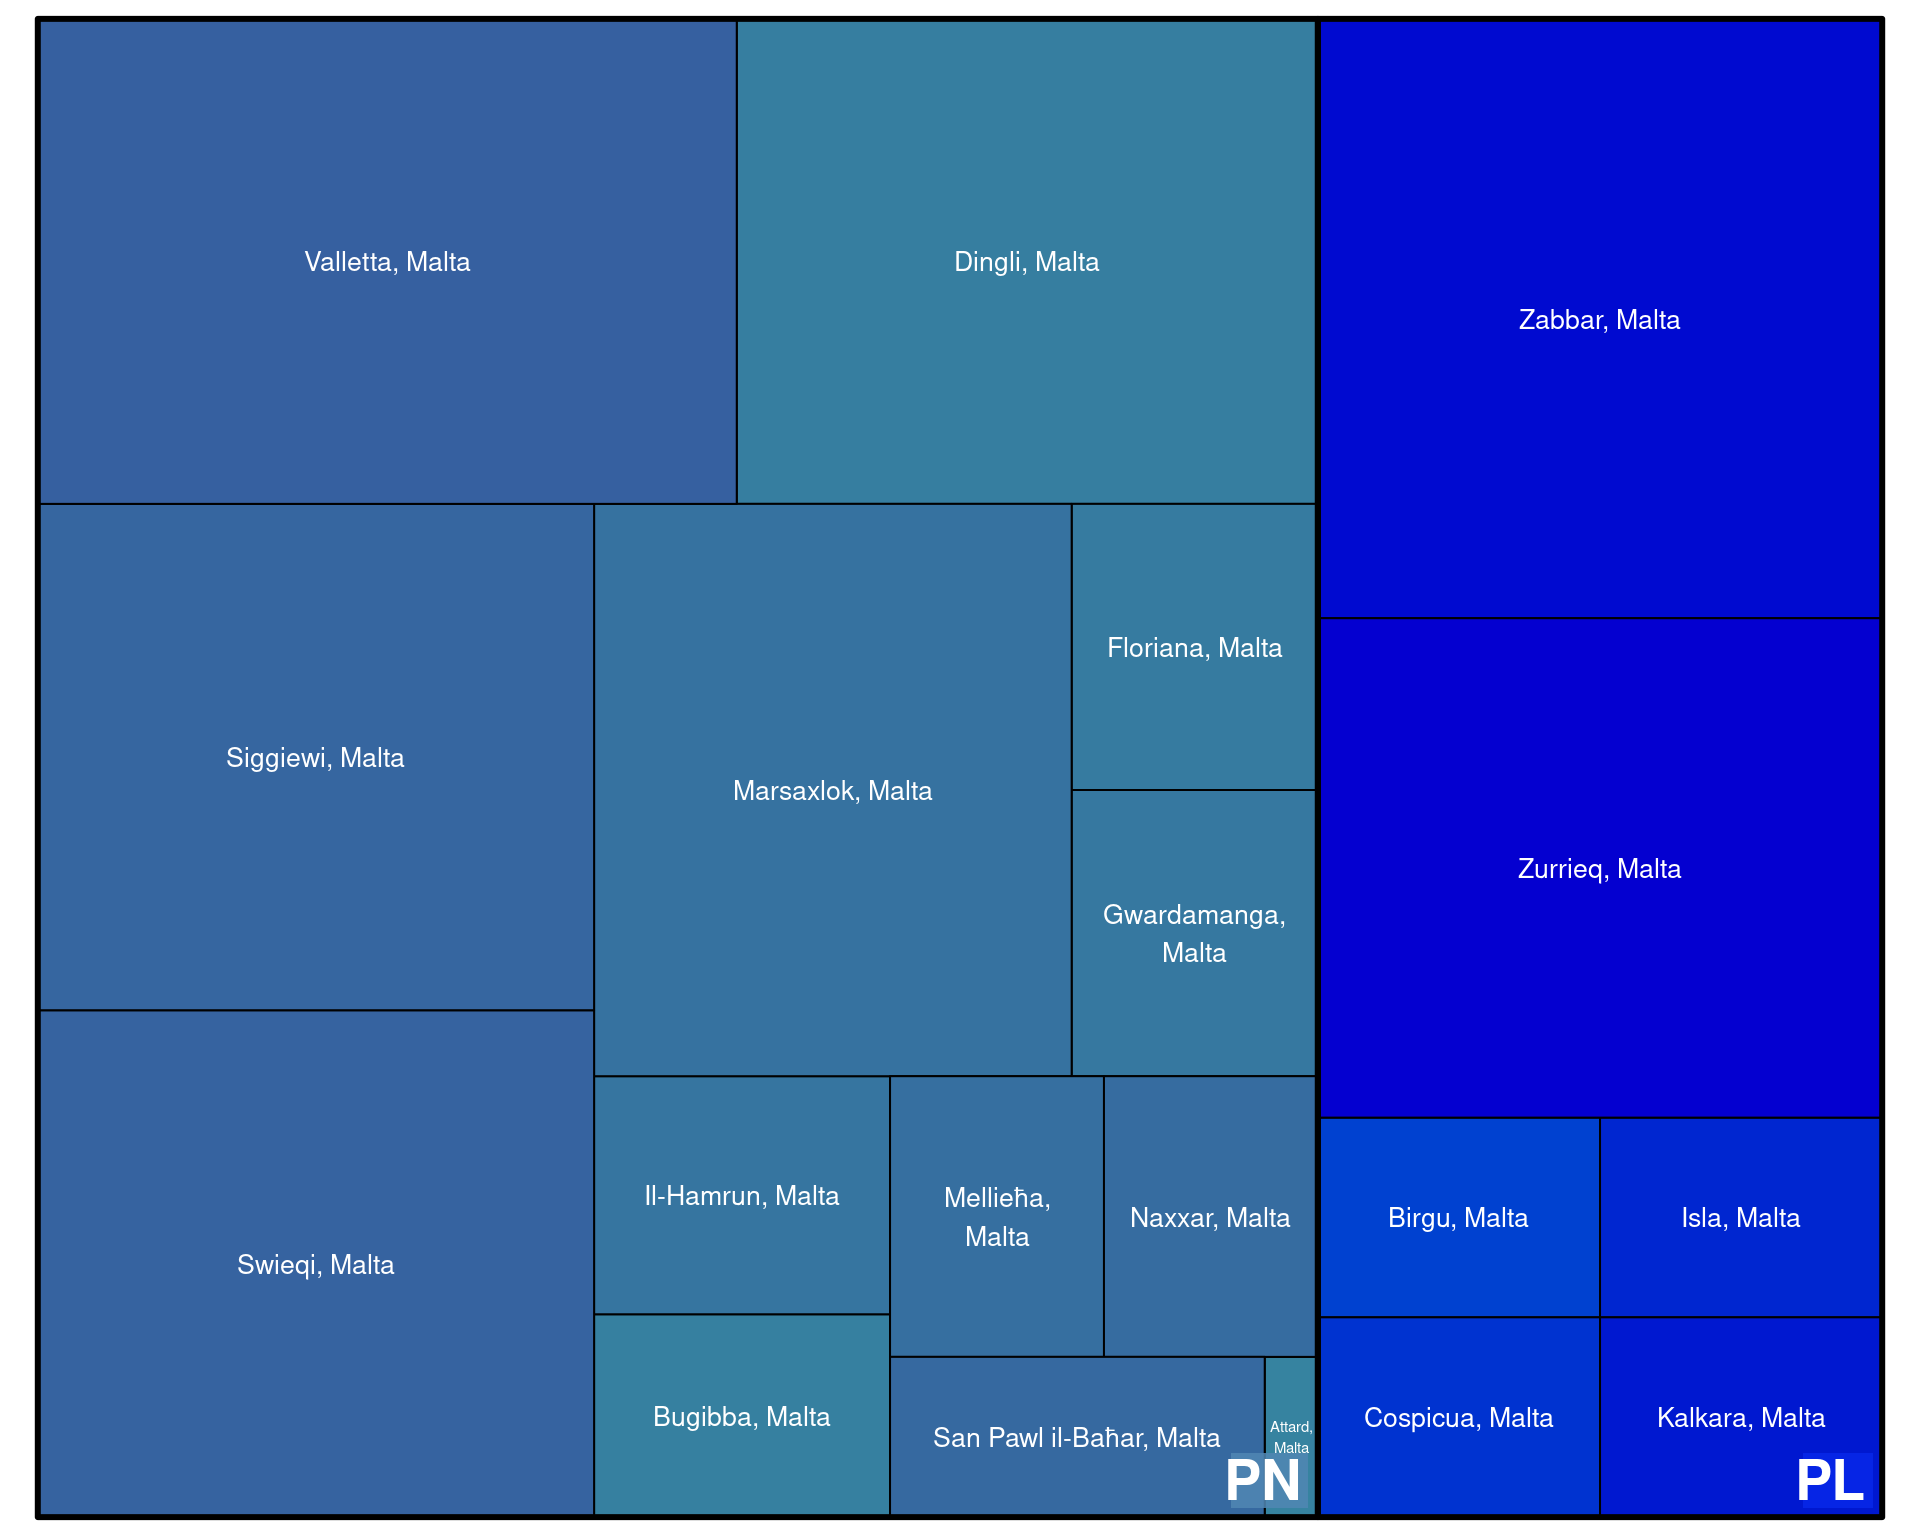 Valletta, Malta
Dingli, Malta
Zabbar, Malta
Siggiewi, Malta
Marsaxlok, Malta
Floriana, Malta
Gwardamanga,
Malta
Zurrieq, Malta
Swieqi, Malta
Il-Hamrun, Malta
Mellieħa,
Malta
Naxxar, Malta
Birgu, Malta
Isla, Malta
Bugibba, Malta
San Pawl il-Baħar, Malta
Attard,
Malta
PN
Cospicua, Malta
Kalkara, Malta
PL